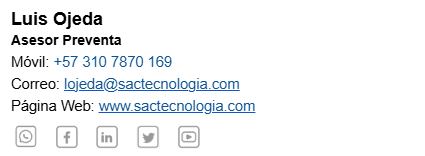 Luis Ojeda
Asesor Preventa
Móvil: +57 310 7870 169
Correo: lojeda@sactecnologia.com
Página Web: www.sactecnologia.com